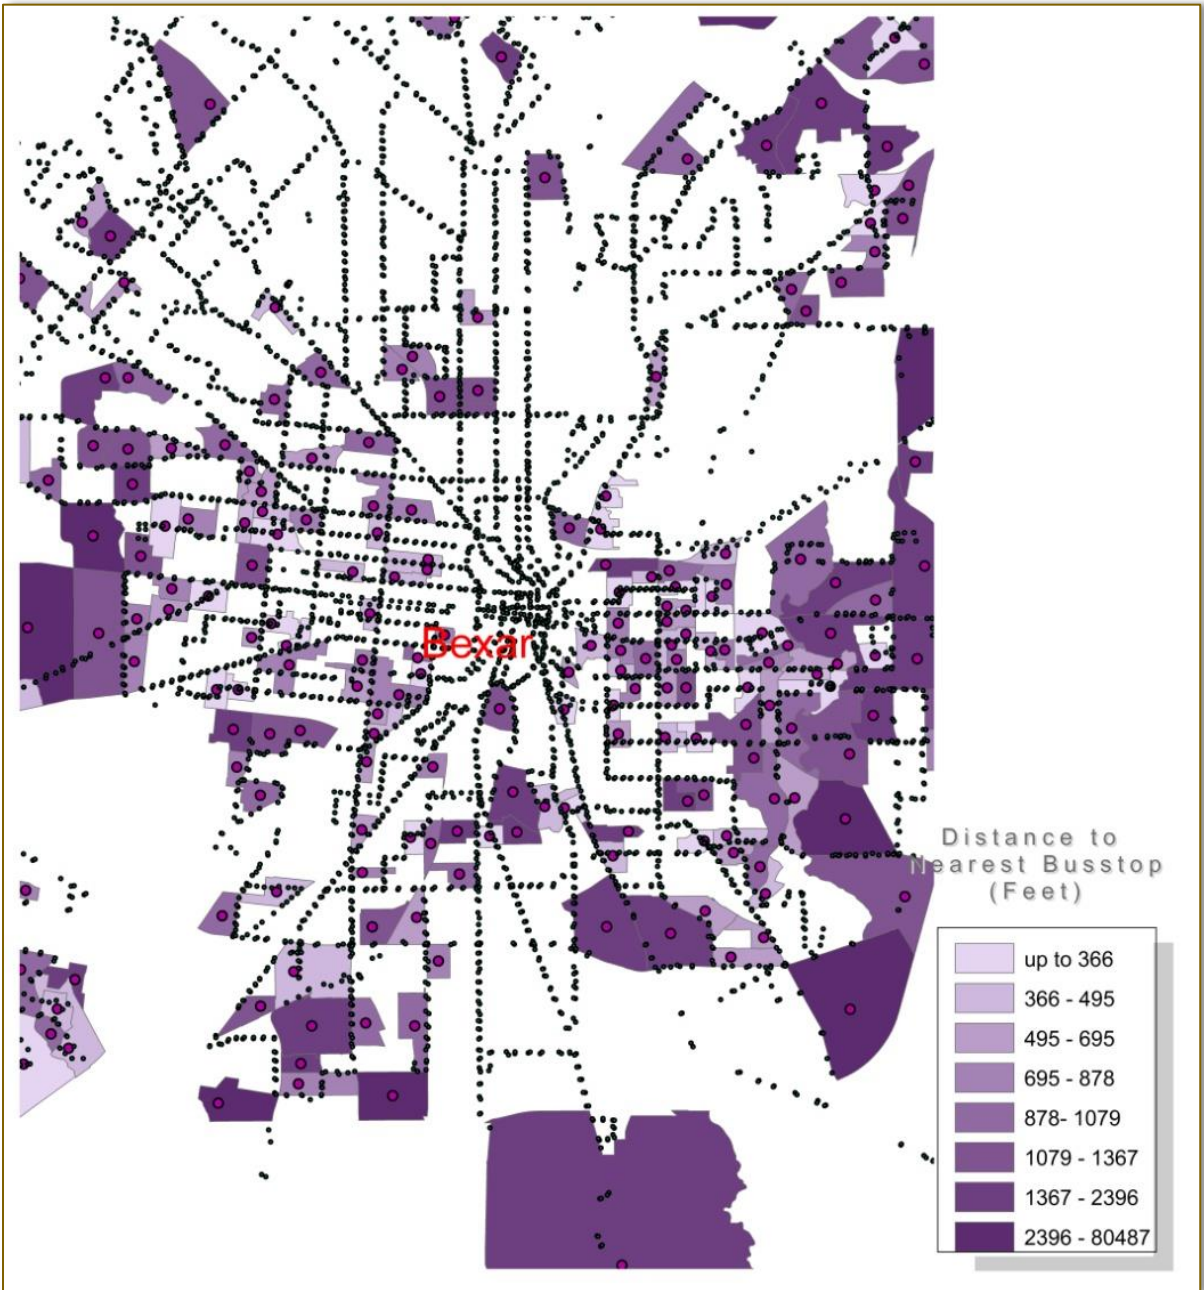 Bexar
Distance to
Nearest Busstop
(Feet)
up to 366
366 - 495
495 - 695
695 - 878
878- 1079
1079 - 1367
1367 - 2396
2396 - 80487